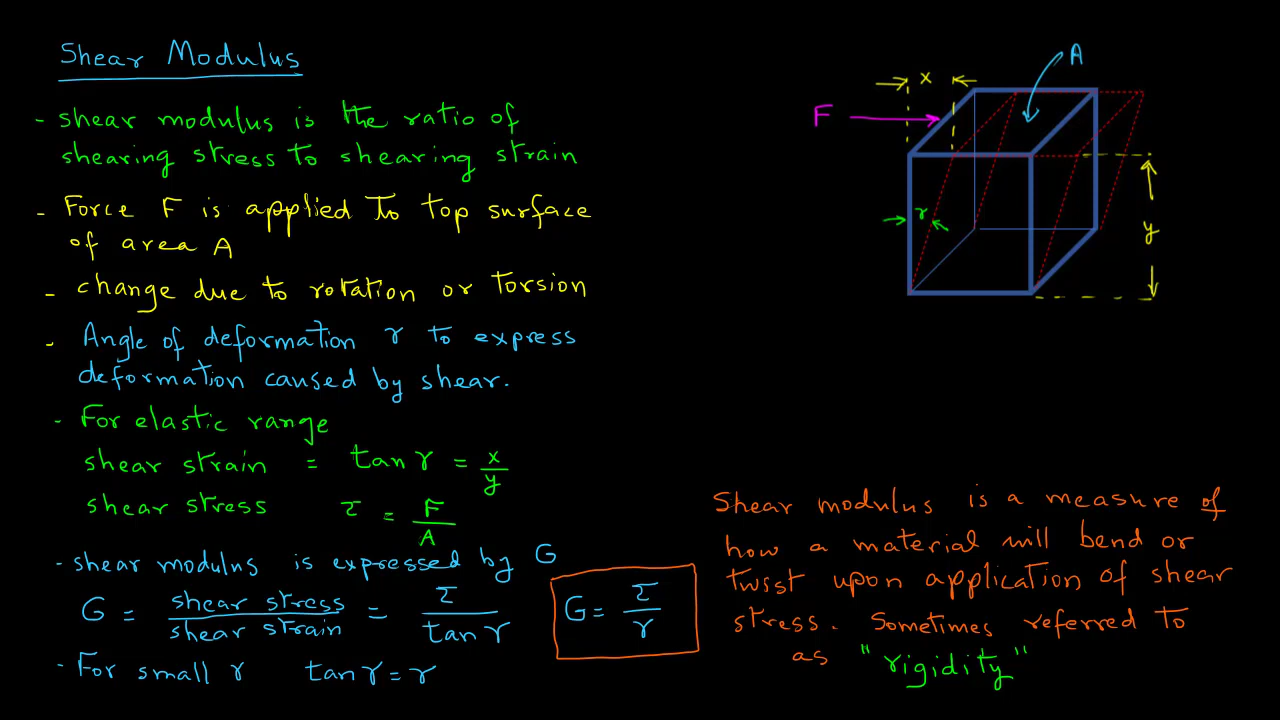 Shear Modulus
- shear modulus is the ratio of
shearing stress to shearing strain
- Force F is applied to top surface
of area A
- change due to rotation or torsion
- Angle of deformation γ to express
deformation caused by shear.
- For elastic range
shear strain = tan γ = x/y
shear stress τ = F/A
- shear modulus is expressed by G
G = shear stress/shear strain = τ/tan γ
G = τ/γ
- For small γ tan γ = γ
A
x
F
γ
y
Shear modulus is a measure of
how a material will bend or
twist upon application of shear
stress. Sometimes referred to
as "rigidity"